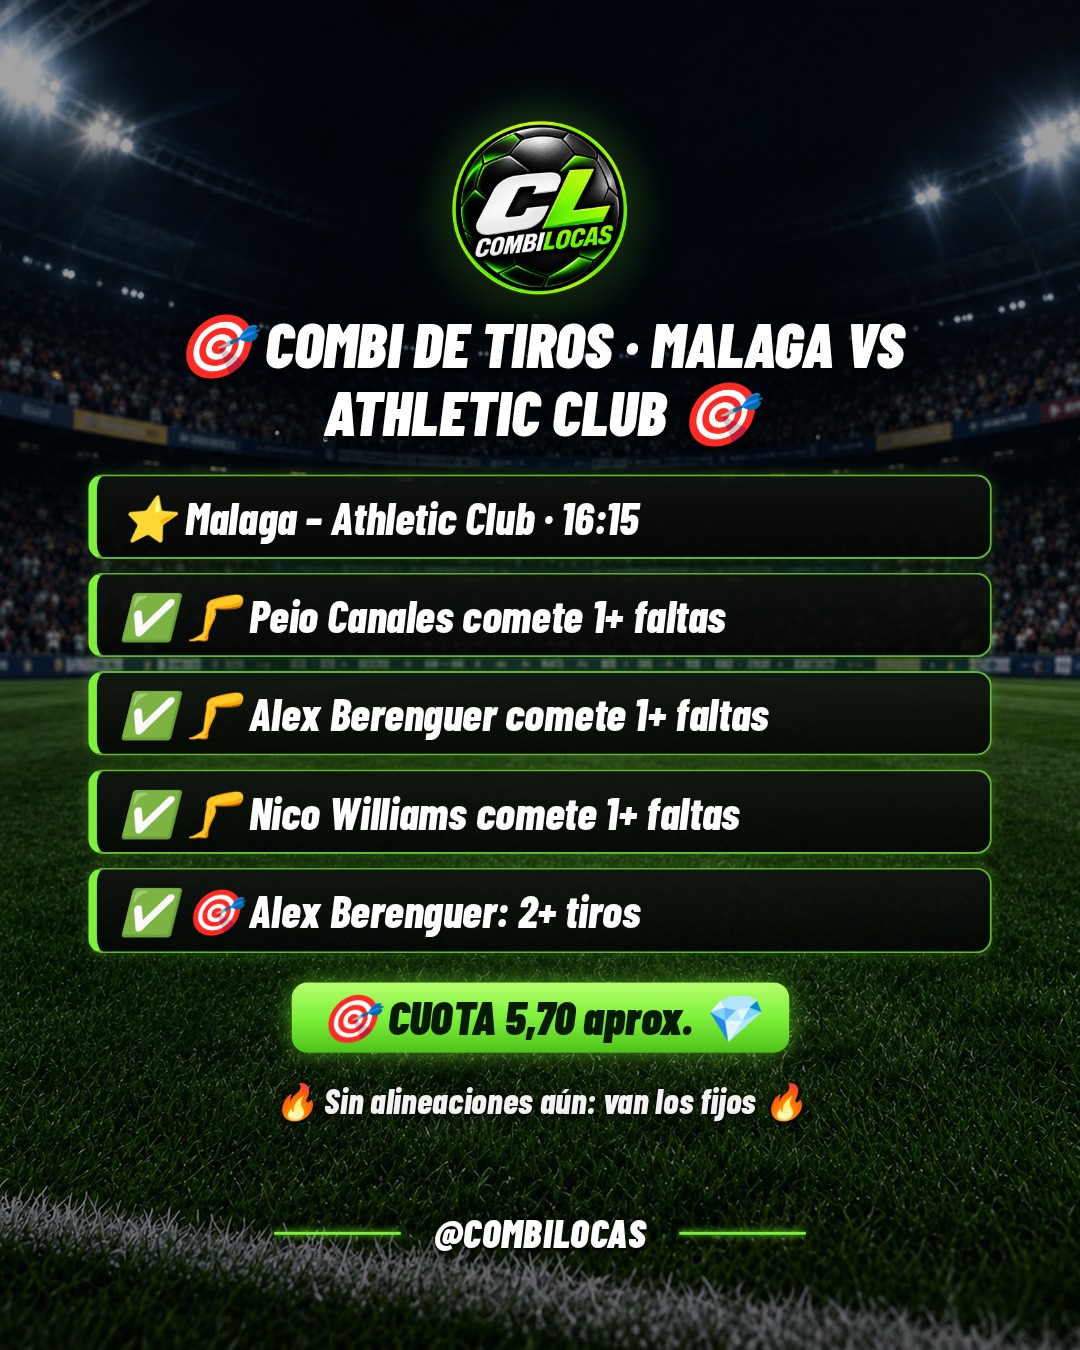 CL
COMBILOCAS
🎯 COMBI DE TIROS · MALAGA VS
ATHLETIC CLUB 🎯
⭐ Malaga – Athletic Club · 16:15
✅ 🦵 Peio Canales comete 1+ faltas
✅ 🦵 Alex Berenguer comete 1+ faltas
✅ 🦵 Nico Williams comete 1+ faltas
✅ 🎯 Alex Berenguer: 2+ tiros
🎯 CUOTA 5,70 aprox. 💎
🔥 Sin alineaciones aún: van los fijos 🔥
@COMBILOCAS